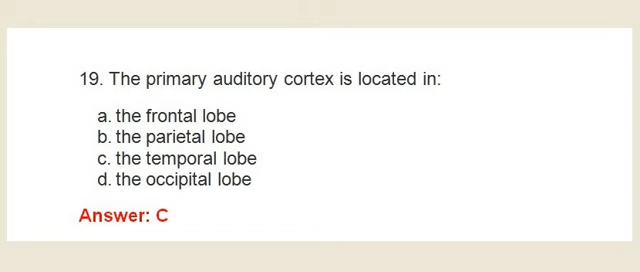 19. The primary auditory cortex is located in:
a. the frontal lobe
b. the parietal lobe
c. the temporal lobe
d. the occipital lobe
Answer: C